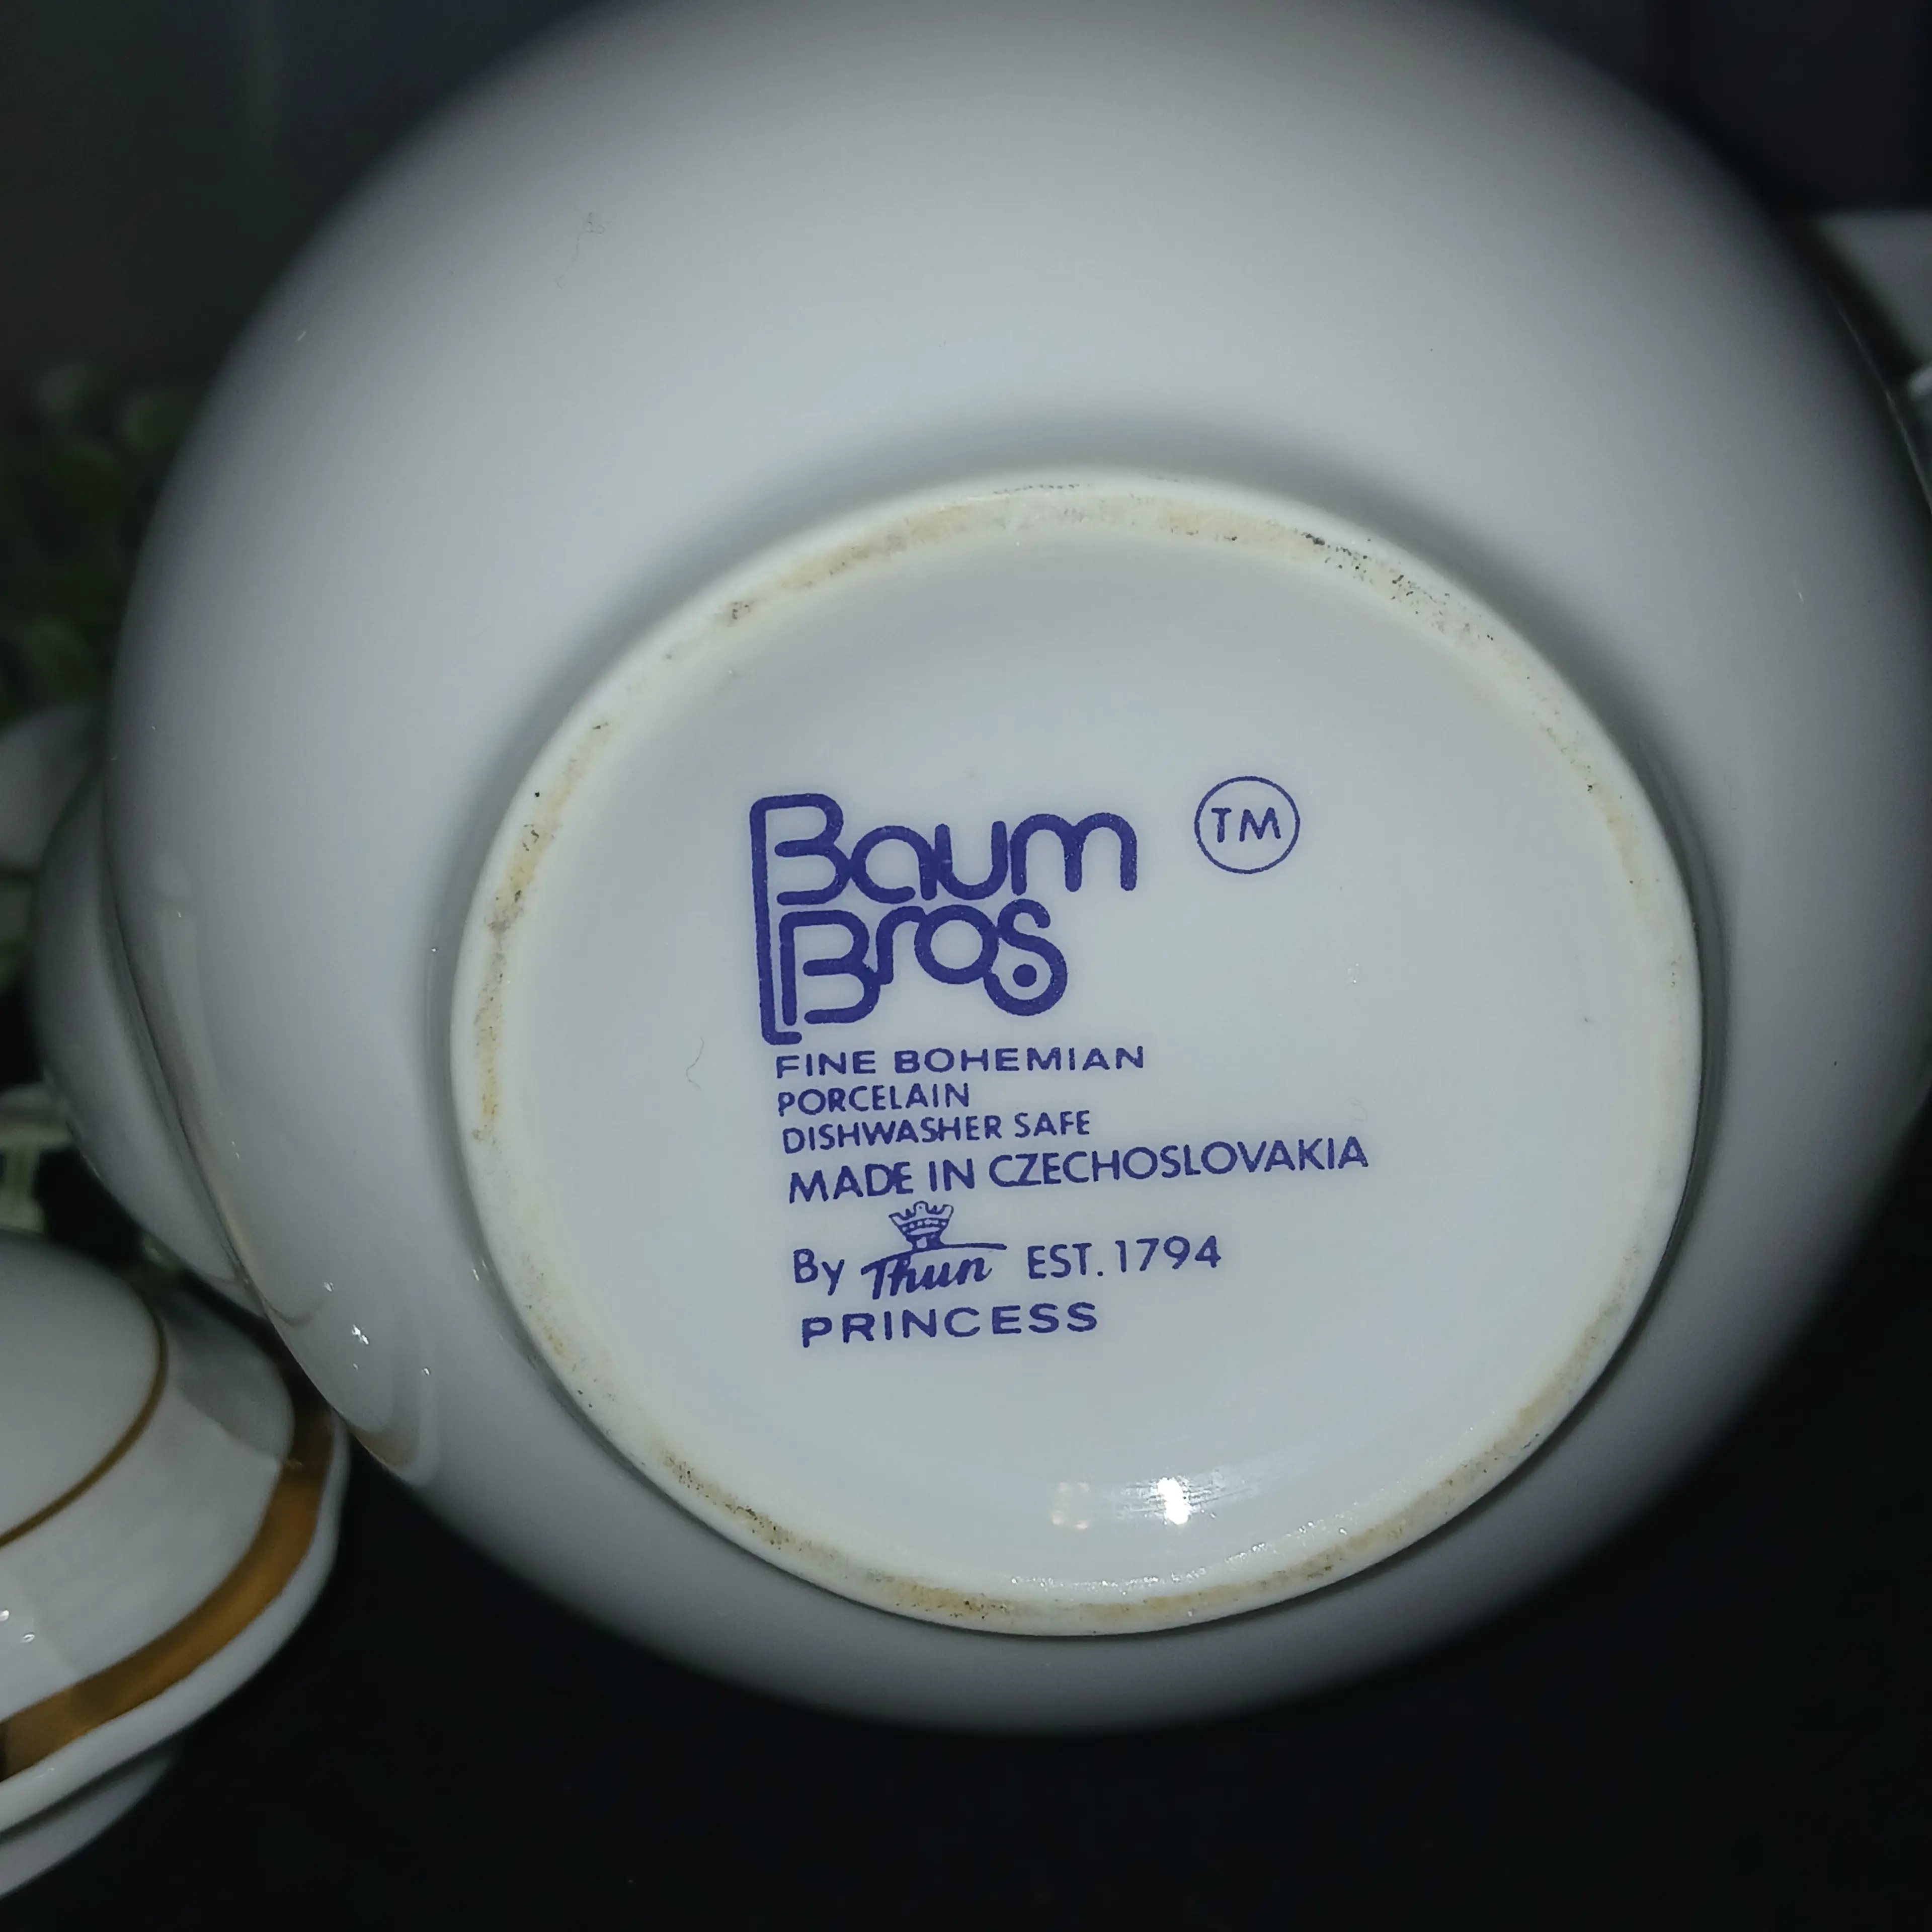 Baum TM
Bros.
FINE BOHEMIAN
PORCELAIN
DISHWASHER SAFE
MADE IN CZECHOSLOVAKIA
By Thun EST. 1794
PRINCESS